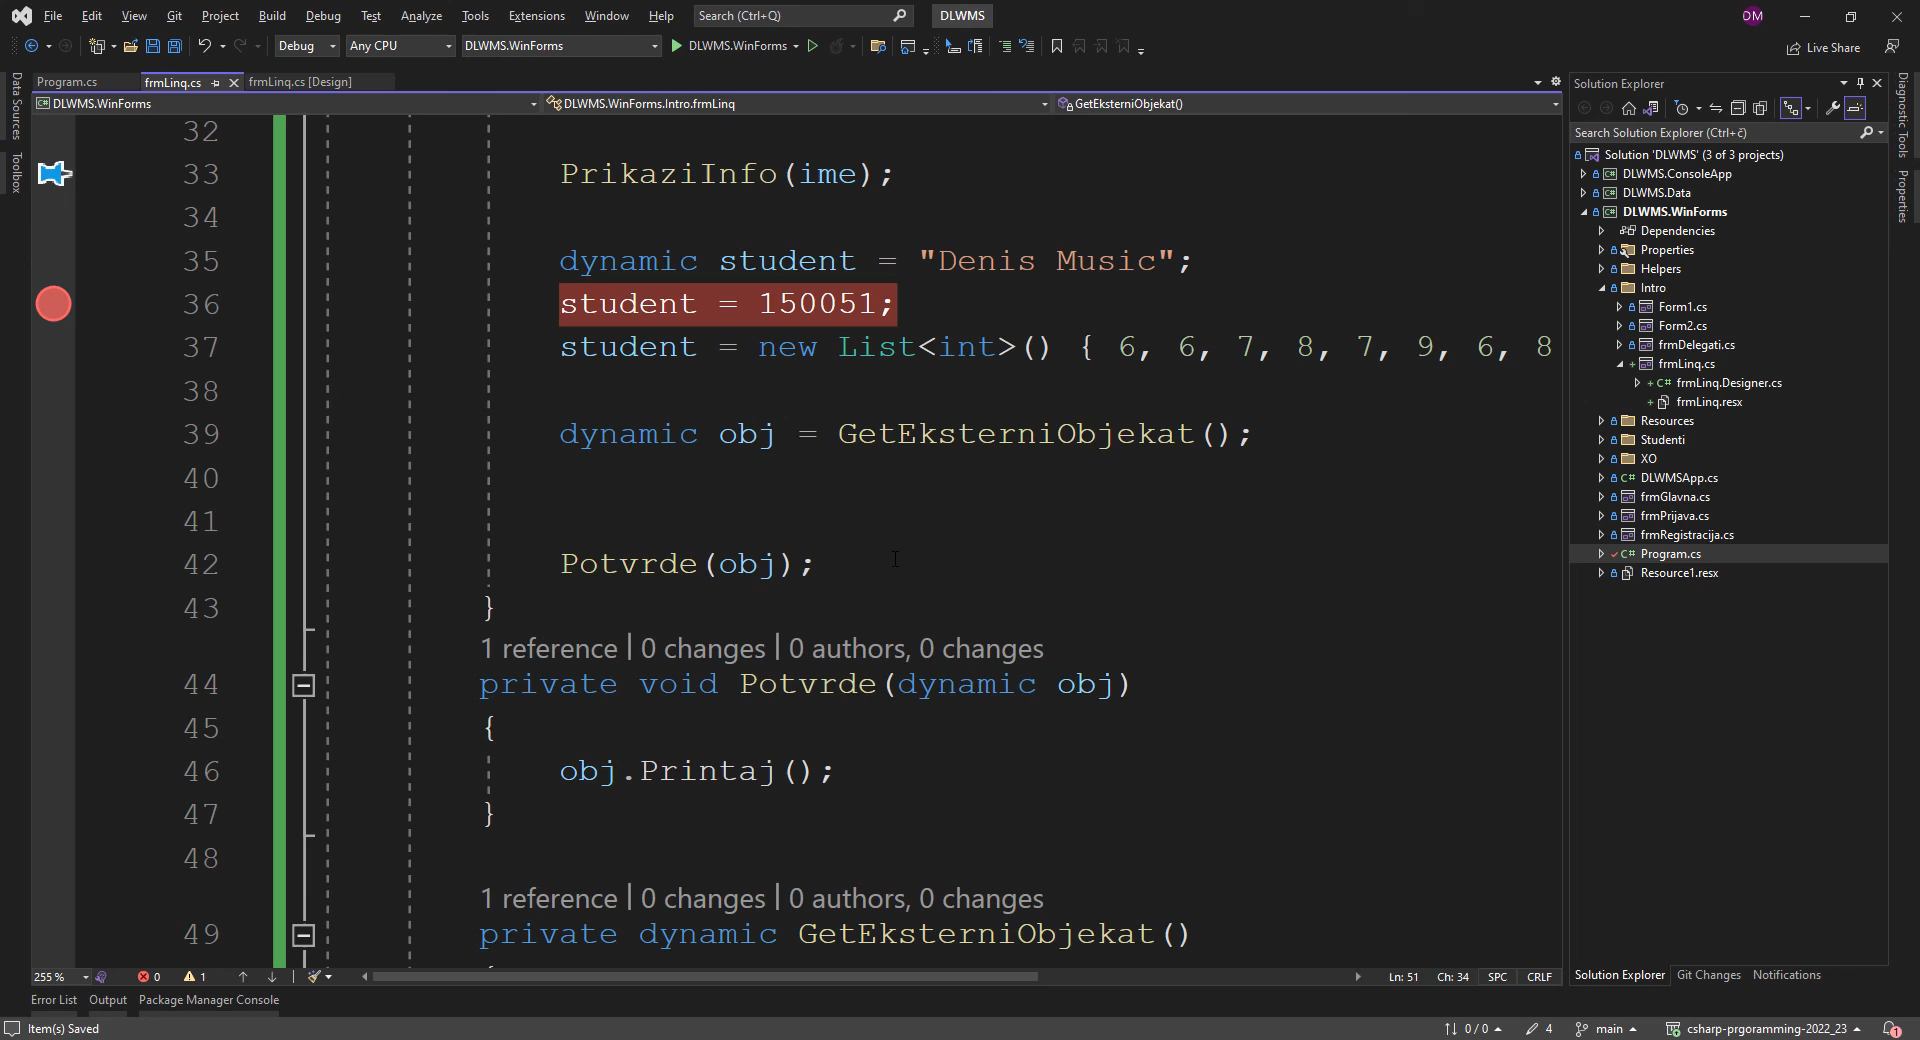 File Edit View Git Project Build Debug Test Analyze Tools Extensions Window Help Search (Ctrl+Q) DLWMS DM
Debug Any CPU DLWMS.WinForms DLWMS.WinForms Live Share
Program.cs frmLinq.cs frmLinq.cs [Design]
DLWMS.WinForms DLWMS.WinForms.Intro.frmLinq GetEksterniObjekat()
Data Sources
Toolbox
32
33 PrikaziInfo(ime);
34
35 dynamic student = "Denis Music";
36 student = 150051;
37 student = new List<int>() { 6, 6, 7, 8, 7, 9, 6, 8
38
39 dynamic obj = GetEksterniObjekat();
40
41
42 Potvrde(obj);
43 }
1 reference | 0 changes | 0 authors, 0 changes
44 private void Potvrde(dynamic obj)
45 {
46 obj.Printaj();
47 }
48
1 reference | 0 changes | 0 authors, 0 changes
49 private dynamic GetEksterniObjekat()
255 % 0 1 Ln: 51 Ch: 34 SPC CRLF
Error List Output Package Manager Console
Item(s) Saved 0 / 0 4 main csharp-prgoramming-2022_23 1
Solution Explorer
Search Solution Explorer (Ctrl+č)
Solution 'DLWMS' (3 of 3 projects)
DLWMS.ConsoleApp
DLWMS.Data
DLWMS.WinForms
Dependencies
Properties
Helpers
Intro
Form1.cs
Form2.cs
frmDelegati.cs
frmLinq.cs
frmLinq.Designer.cs
frmLinq.resx
Resources
Studenti
XO
DLWMSApp.cs
frmGlavna.cs
frmPrijava.cs
frmRegistracija.cs
Program.cs
Resource1.resx
Solution Explorer Git Changes Notifications
Diagnostic Tools
Properties